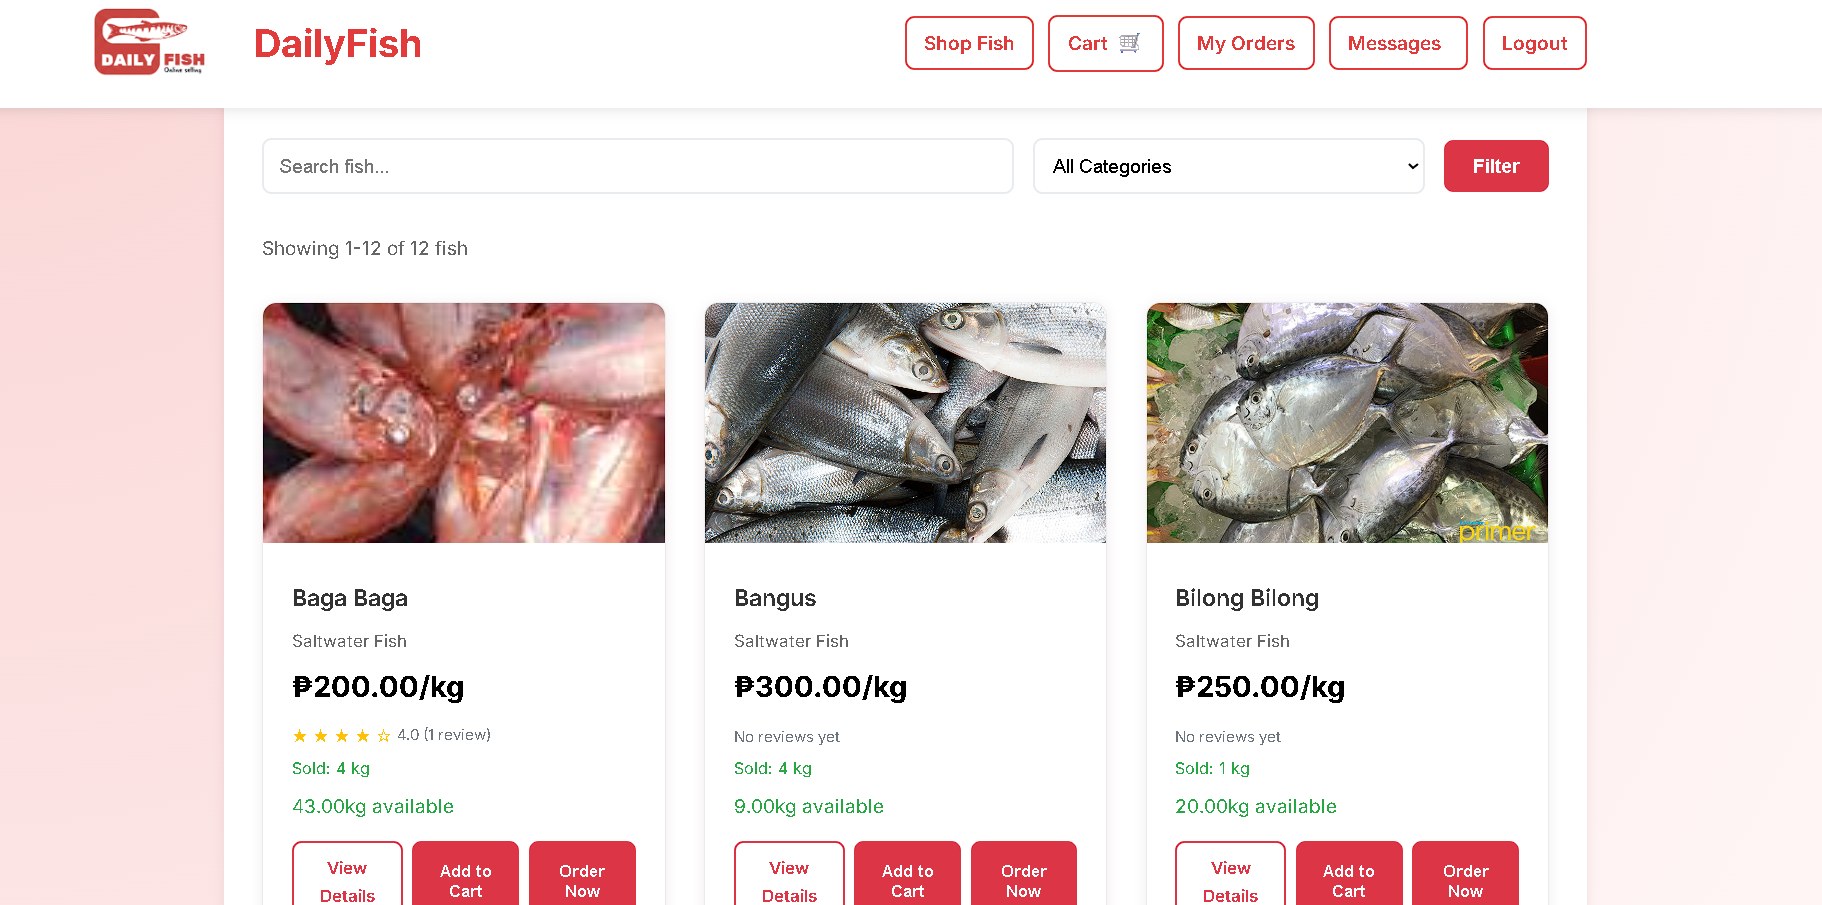 DAILY FISH
Online selling
DailyFish
Shop Fish
Cart
My Orders
Messages
Logout
Search fish...
All Categories
Filter
Showing 1-12 of 12 fish
primer
Baga Baga
Saltwater Fish
₱200.00/kg
★ ★ ★ ★ ☆ 4.0 (1 review)
Sold: 4 kg
43.00kg available
View
Details
Add to
Cart
Order
Now
Bangus
Saltwater Fish
₱300.00/kg
No reviews yet
Sold: 4 kg
9.00kg available
View
Details
Add to
Cart
Order
Now
Bilong Bilong
Saltwater Fish
₱250.00/kg
No reviews yet
Sold: 1 kg
20.00kg available
View
Details
Add to
Cart
Order
Now